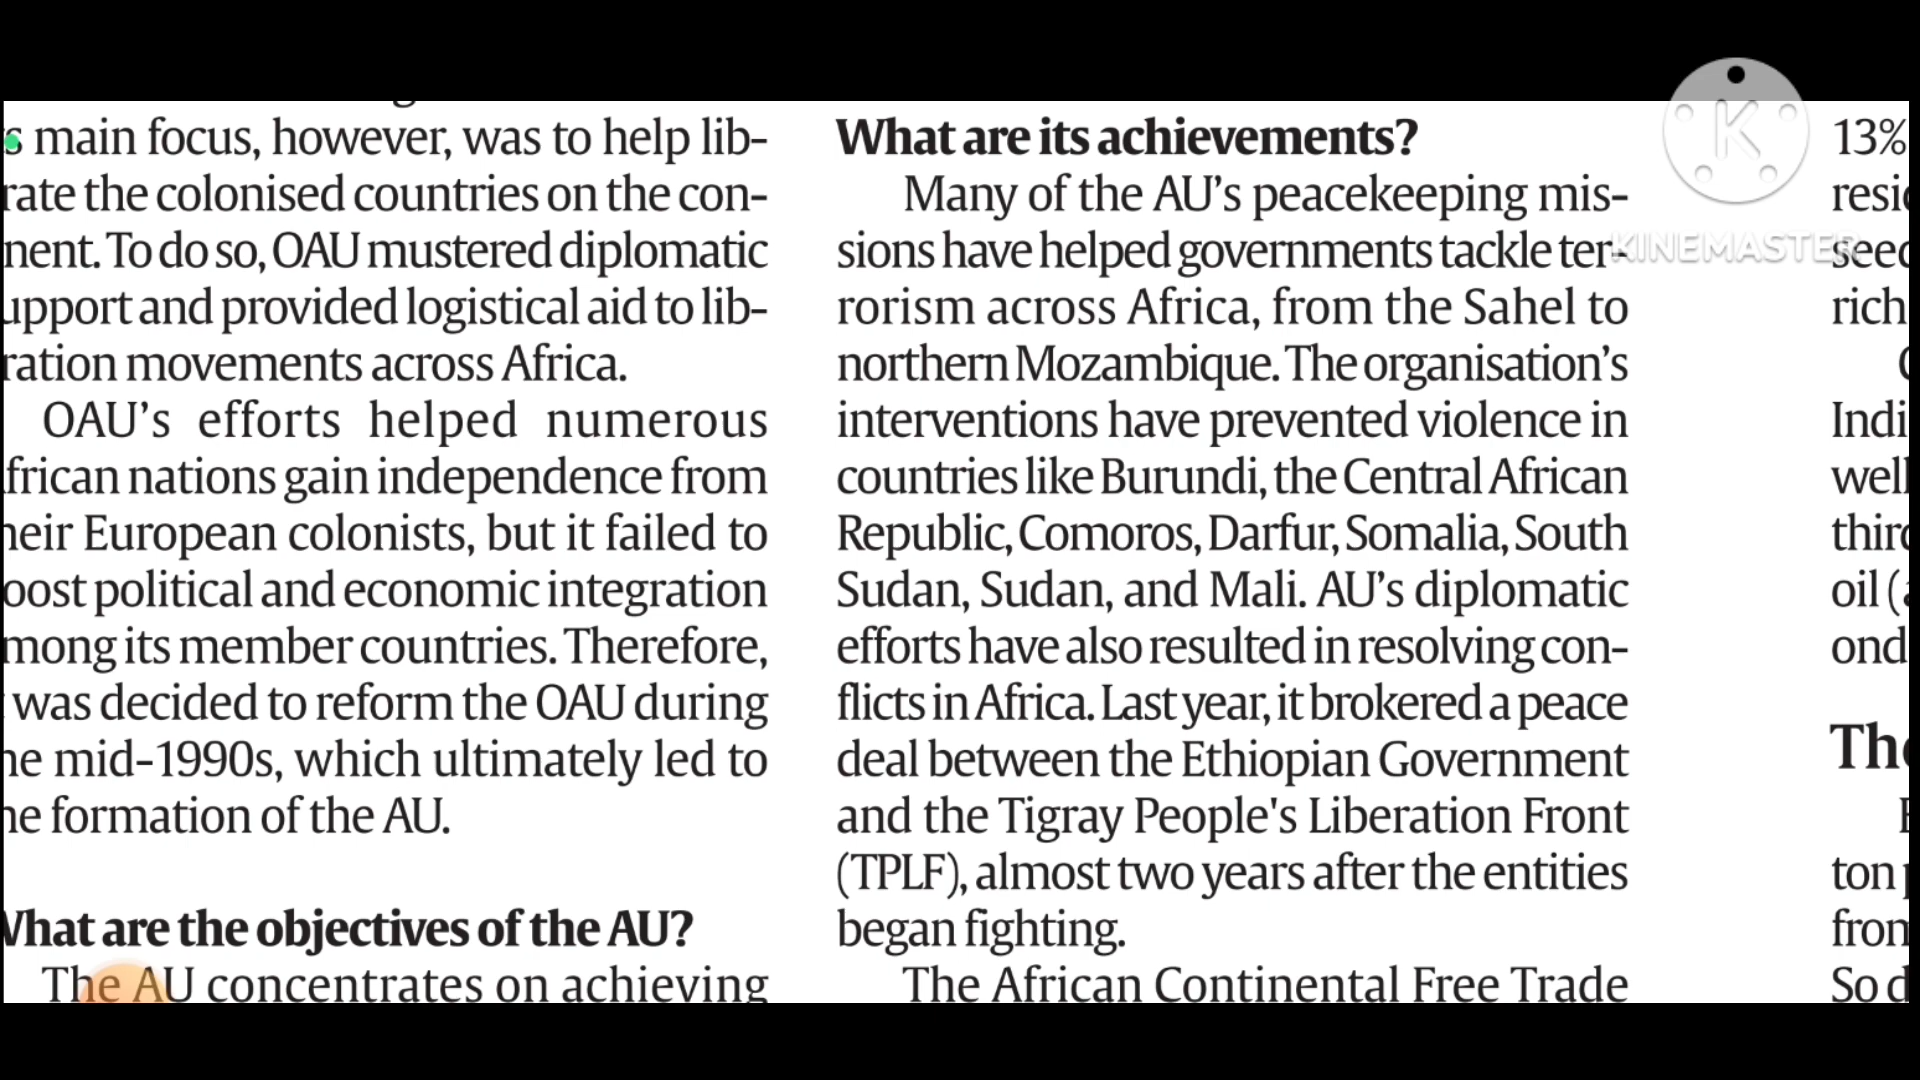 s main focus, however, was to help lib-
rate the colonised countries on the con-
nent. To do so, OAU mustered diplomatic
upport and provided logistical aid to lib-
ration movements across Africa.
OAU's efforts helped numerous
frican nations gain independence from
heir European colonists, but it failed to
oost political and economic integration
mong its member countries. Therefore,
was decided to reform the OAU during
he mid-1990s, which ultimately led to
he formation of the AU.
What are the objectives of the AU?
The AU concentrates on achieving
What are its achievements?
Many of the AU's peacekeeping mis-
sions have helped governments tackle ter-
rorism across Africa, from the Sahel to
northern Mozambique. The organisation's
interventions have prevented violence in
countries like Burundi, the Central African
Republic, Comoros, Darfur, Somalia, South
Sudan, Sudan, and Mali. AU's diplomatic
efforts have also resulted in resolving con-
flicts in Africa. Last year, it brokered a peace
deal between the Ethiopian Government
and the Tigray People's Liberation Front
(TPLF), almost two years after the entities
began fighting.
The African Continental Free Trade
13%
resi
seed
rich
Indi
well
third
oil (a
ond
The
ton
from
So d
K
KINEMASTER